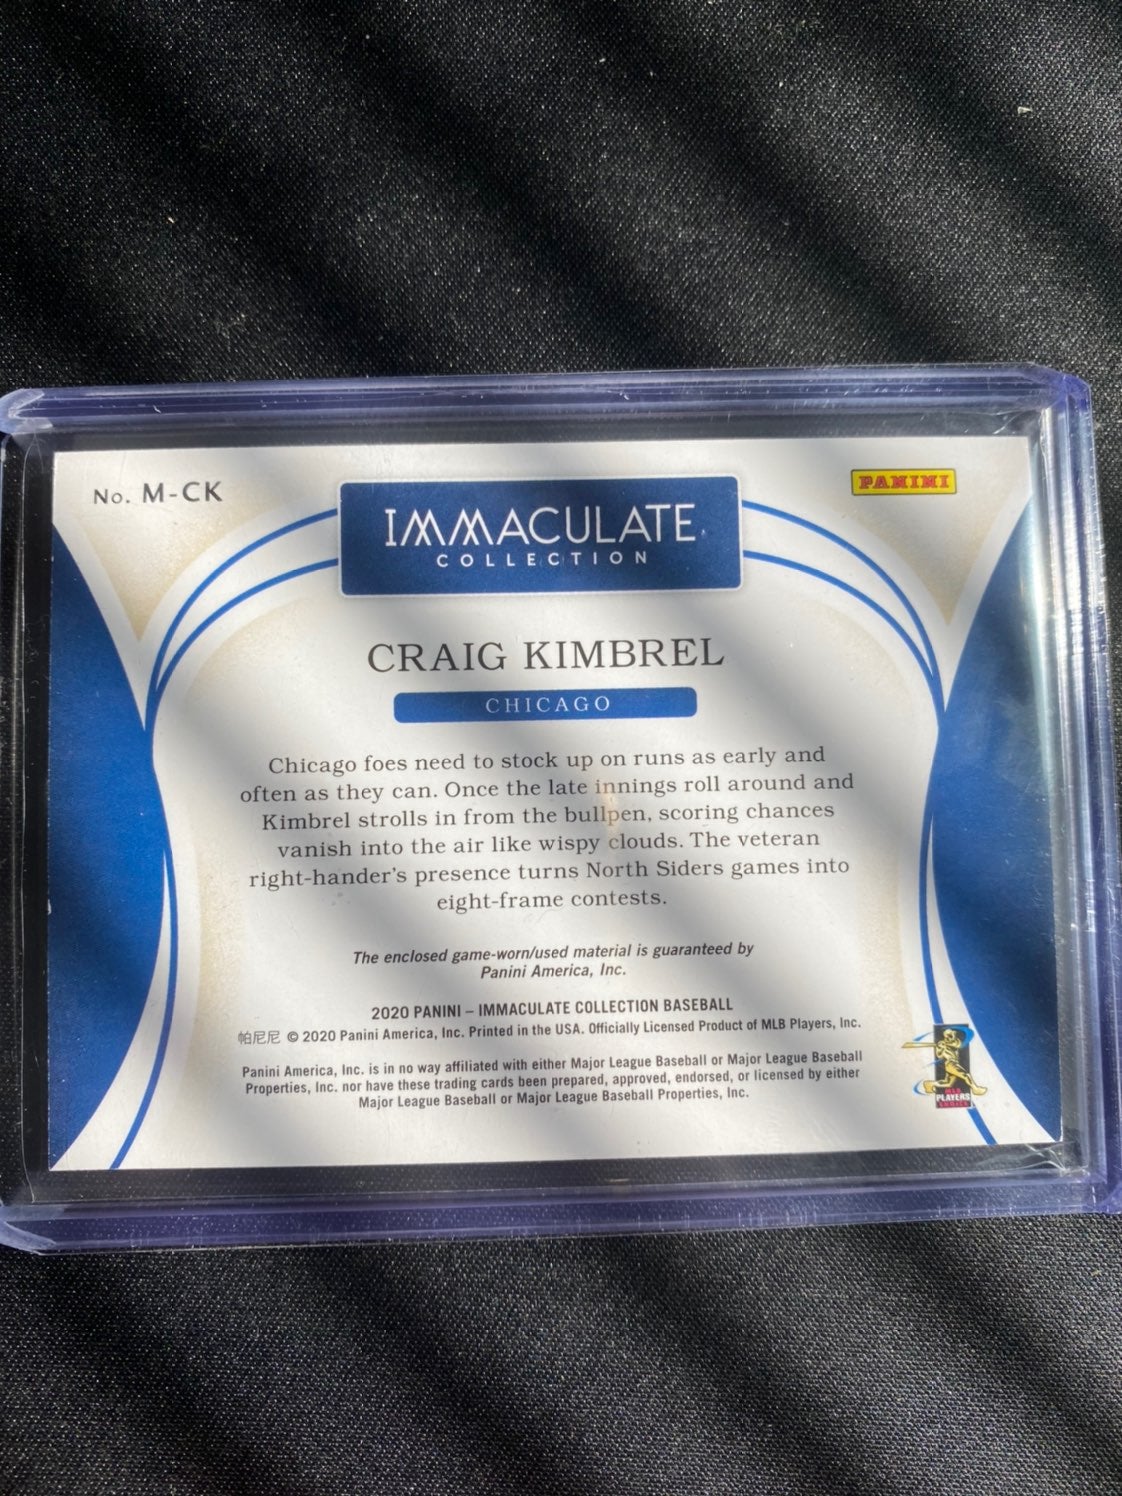 No. M-CK
PANINI
IMMACULATE
COLLECTION
CRAIG KIMBREL
CHICAGO
Chicago foes need to stock up on runs as early and
often as they can. Once the late innings roll around and
Kimbrel strolls in from the bullpen, scoring chances
vanish into the air like wispy clouds. The veteran
right-hander's presence turns North Siders games into
eight-frame contests.
The enclosed game-worn/used material is guaranteed by
Panini America, Inc.
2020 PANINI – IMMACULATE COLLECTION BASEBALL
帕尼尼 © 2020 Panini America, Inc. Printed in the USA. Officially Licensed Product of MLB Players, Inc.
Panini America, Inc. is in no way affiliated with either Major League Baseball or Major League Baseball
Properties, Inc. nor have these trading cards been prepared, approved, endorsed, or licensed by either
Major League Baseball or Major League Baseball Properties, Inc.
MLB
PLAYERS
CHOICE